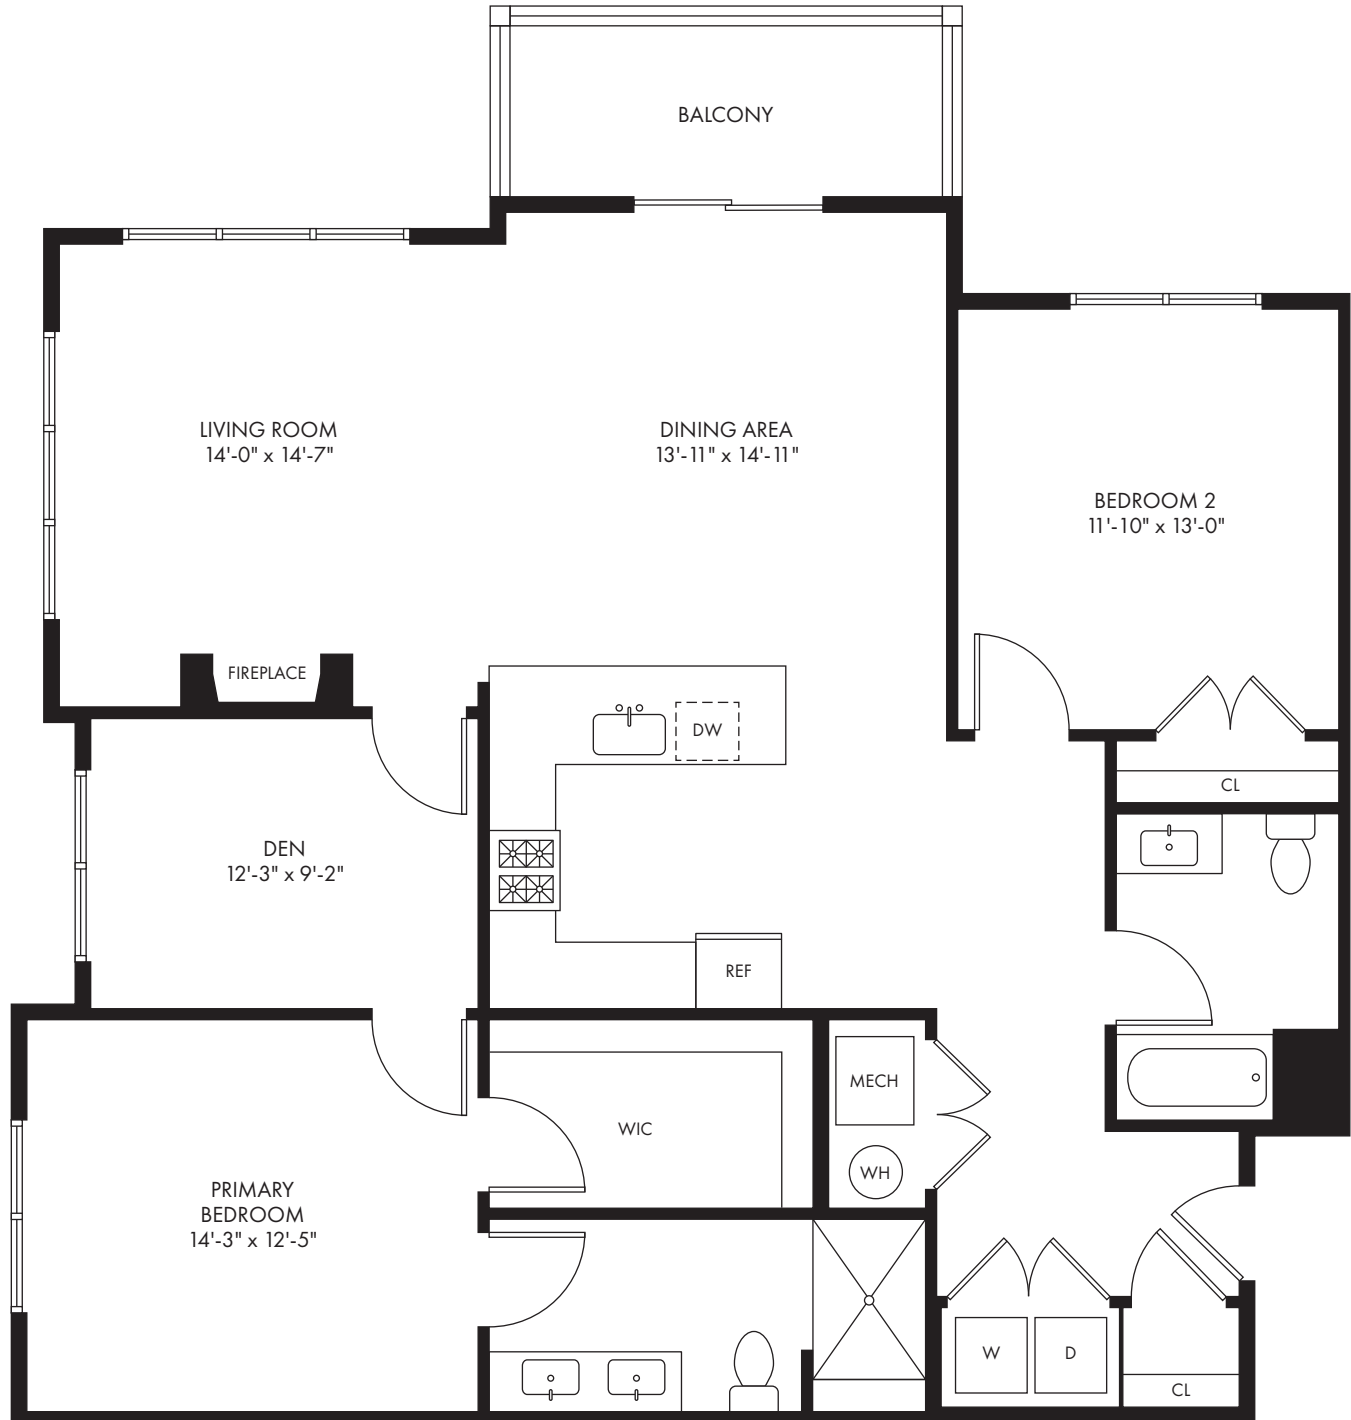 BALCONY
LIVING ROOM
14'-0" x 14'-7"
DINING AREA
13'-11" x 14'-11"
BEDROOM 2
11'-10" x 13'-0"
FIREPLACE
DW
CL
DEN
12'-3" x 9'-2"
REF
MECH
WIC
WH
PRIMARY
BEDROOM
14'-3" x 12'-5"
W
D
CL